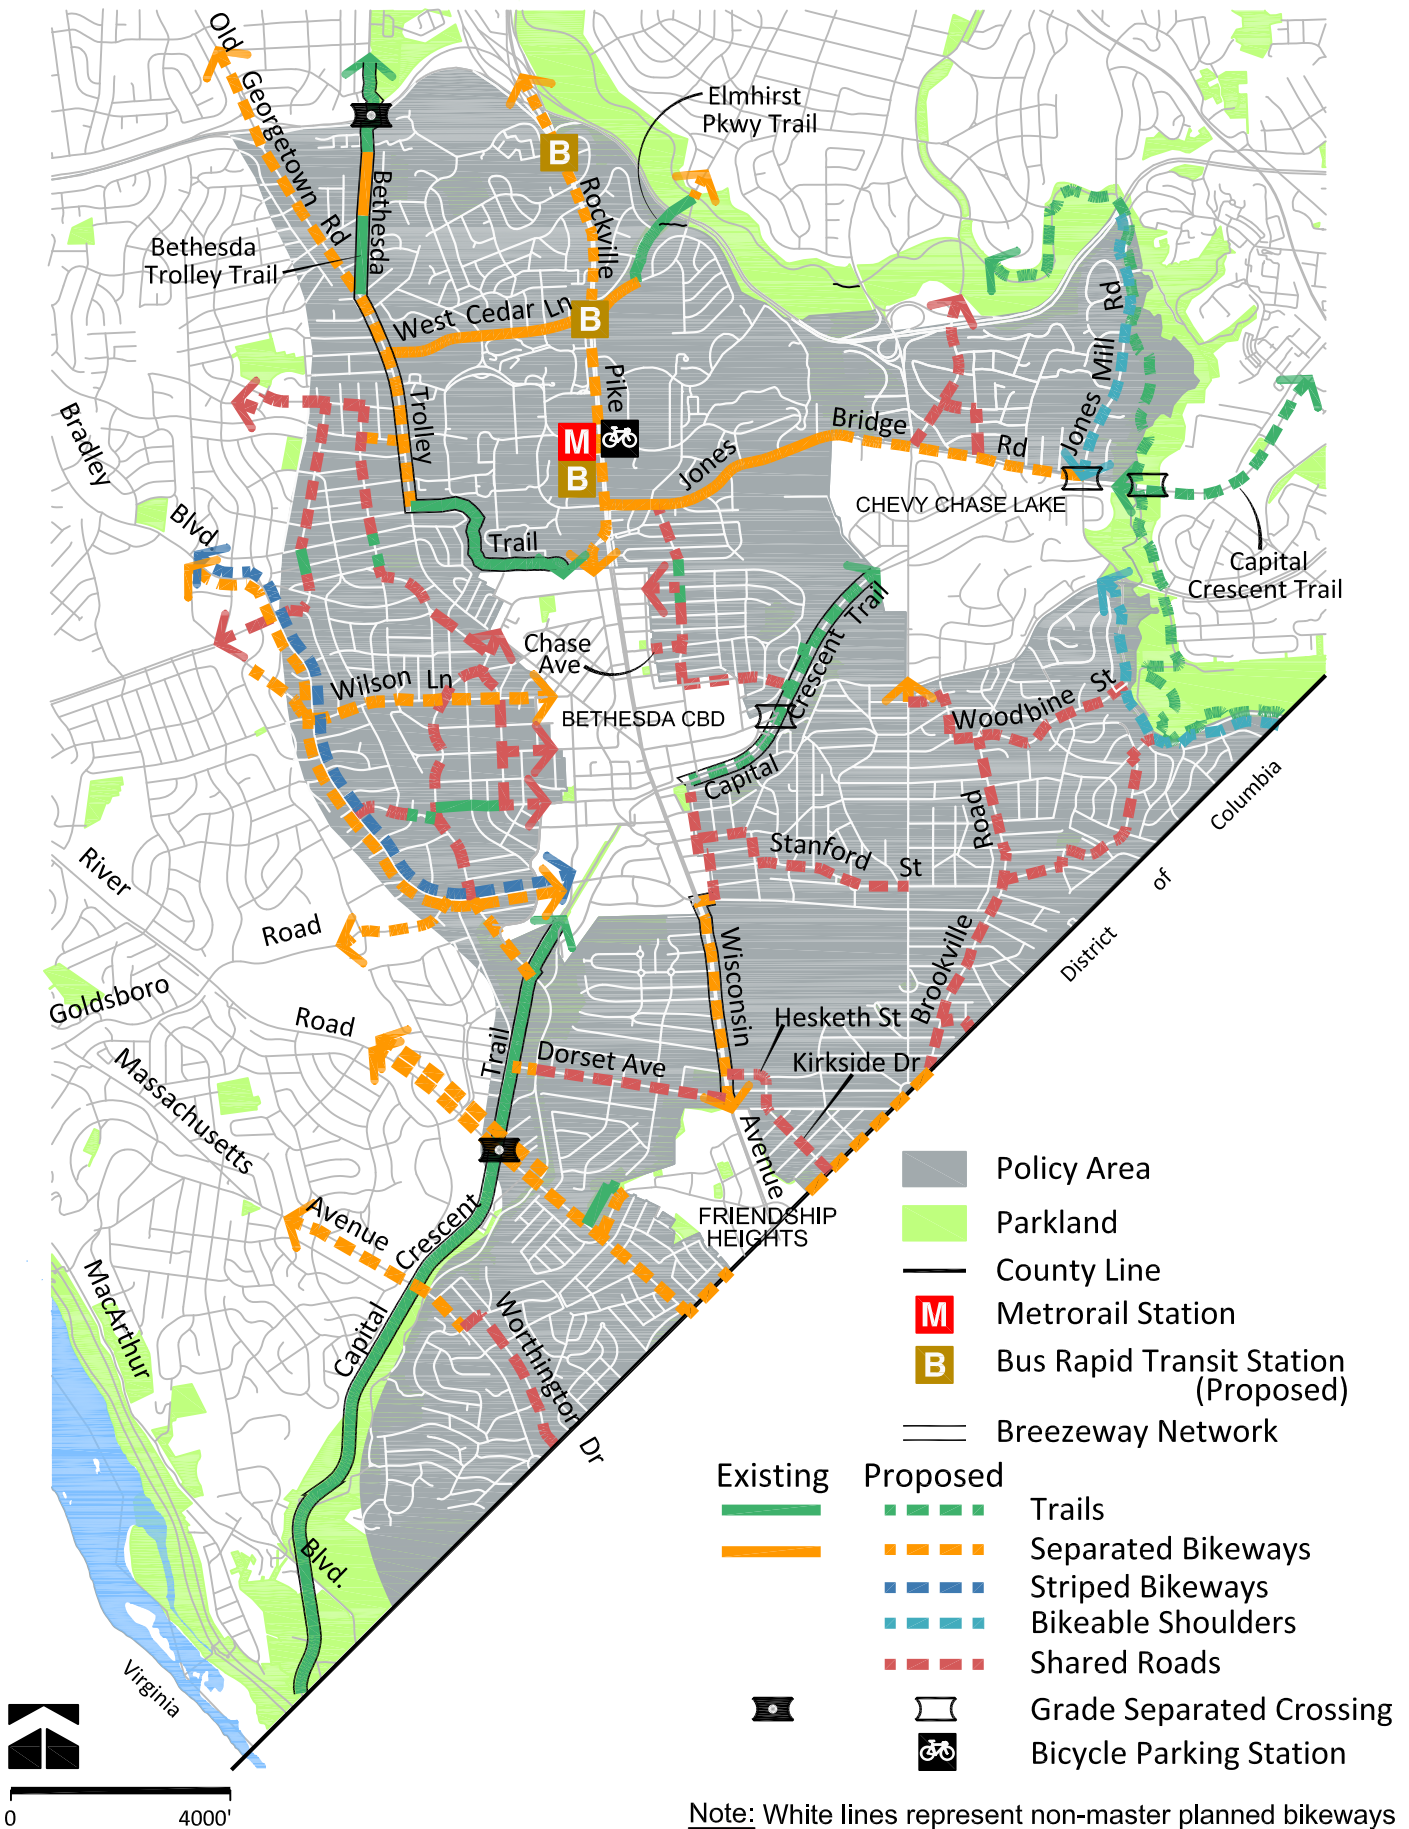 Old
Georgetown
Rd
Elmhirst
Pkwy Trail
B
Bethesda
Rockville
Bethesda
Trolley Trail
West Cedar Ln
B
Pike
Trolley
M
B
Jones
Bridge
Rd
Jones
Mill
Rd
CHEVY CHASE LAKE
Bradley
Blvd
Trail
Capital
Crescent Trail
Chase
Ave
Crescent Trail
Wilson Ln
BETHESDA CBD
Woodbine St
Capital
Columbia
of
District
Road
Stanford St
River
Road
Goldsboro
Road
Wisconsin
Brookville
Hesketh St
Kirkside Dr
Trail
Dorset Ave
Massachusetts
Avenue
Avenue
FRIENDSHIP
HEIGHTS
Crescent
Capital
MacArthur
Worthington
Dr
Blvd.
Virginia
Policy Area
Parkland
County Line
M
Metrorail Station
B
Bus Rapid Transit Station
(Proposed)
Breezeway Network
Existing Proposed
Trails
Separated Bikeways
Striped Bikeways
Bikeable Shoulders
Shared Roads
Grade Separated Crossing
Bicycle Parking Station
0 4000'
Note: White lines represent non-master planned bikeways